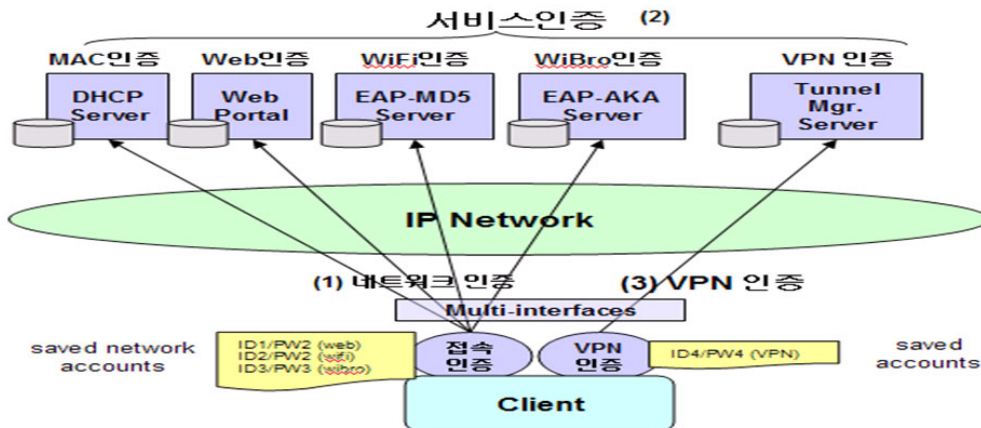 서비스인증 (2)
MAC인증 Web인증 WiFi인증 WiBro인증 VPN 인증
DHCP Server
Web Portal
EAP-MD5 Server
EAP-AKA Server
Tunnel Mgr. Server
IP Network
(1) 네트워크 인증 (3) VPN 인증
Multi-interfaces
saved network accounts
ID1/PW2 (web)
ID2/PW2 (wifi)
ID3/PW3 (wibro)
접속 인증
VPN 인증
ID4/PW4 (VPN)
saved accounts
Client